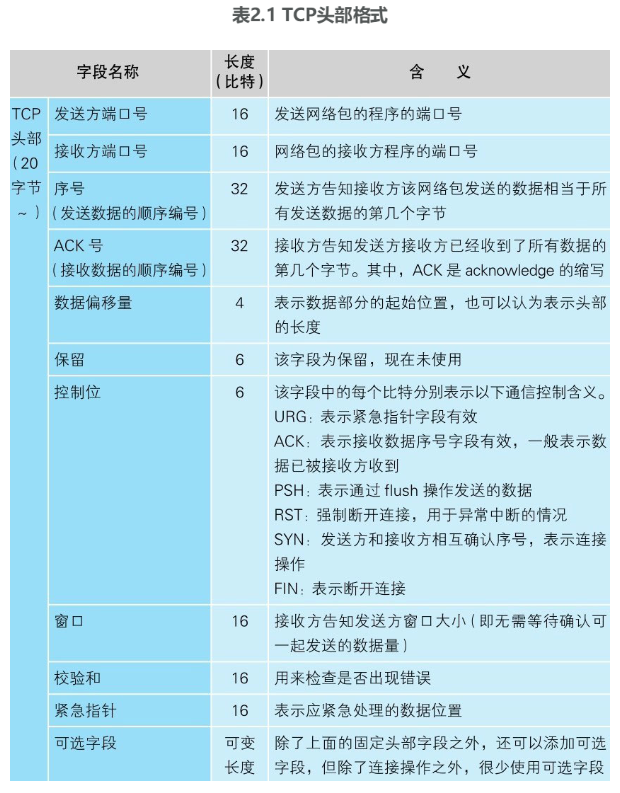 表2.1 TCP头部格式
字段名称
长度
（比特）
含 义
TCP
头部
（20
字节
~）
发送方端口号
16
发送网络包的程序的端口号
接收方端口号
16
网络包的接收方程序的端口号
序号
（发送数据的顺序编号）
32
发送方告知接收方该网络包发送的数据相当于所
有发送数据的第几个字节
ACK 号
（接收数据的顺序编号）
32
接收方告知发送方接收方已经收到了所有数据的
第几个字节。其中，ACK 是 acknowledge 的缩写
数据偏移量
4
表示数据部分的起始位置，也可以认为表示头部
的长度
保留
6
该字段为保留，现在未使用
控制位
6
该字段中的每个比特分别表示以下通信控制含义。
URG：表示紧急指针字段有效
ACK：表示接收数据序号字段有效，一般表示数
据已被接收方收到
PSH：表示通过 flush 操作发送的数据
RST：强制断开连接，用于异常中断的情况
SYN：发送方和接收方相互确认序号，表示连接
操作
FIN：表示断开连接
窗口
16
接收方告知发送方窗口大小（即无需等待确认可
一起发送的数据量）
校验和
16
用来检查是否出现错误
紧急指针
16
表示应紧急处理的数据位置
可选字段
可变
长度
除了上面的固定头部字段之外，还可以添加可选
字段，但除了连接操作之外，很少使用可选字段